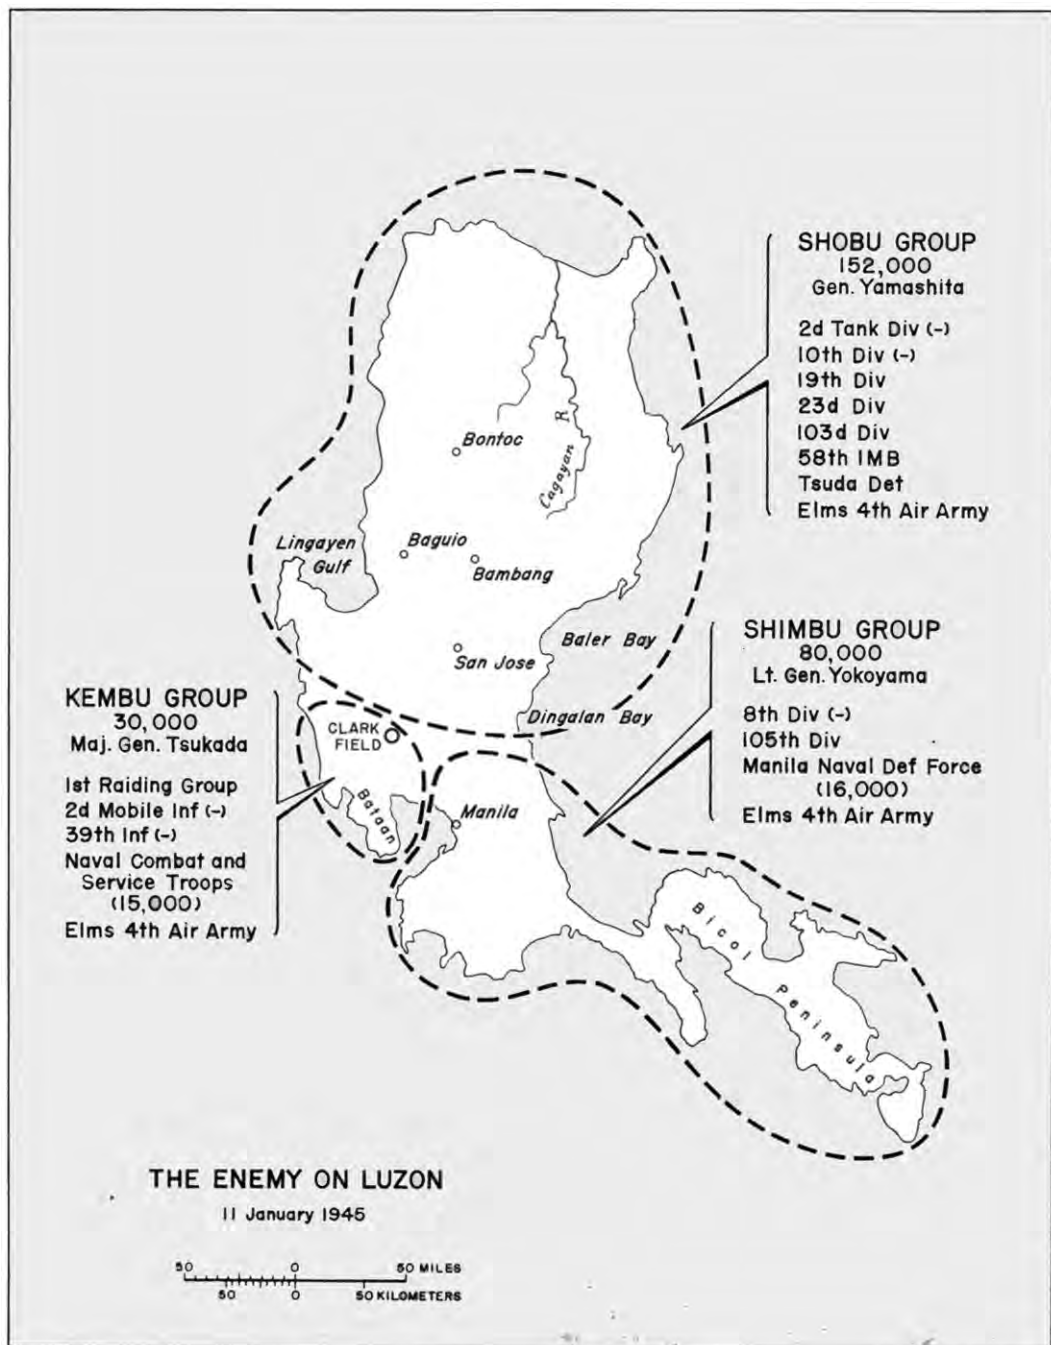 SHOBU GROUP
152,000
Gen. Yamashita
2d Tank Div (-)
10th Div (-)
19th Div
23d Div
103d Div
58th IMB
Tsuda Det
Elms 4th Air Army
Bontoc
Cagayan R
Lingayen
Gulf
Baguio
Bambang
San Jose
Baler Bay
Dingalan Bay
SHIMBU GROUP
80,000
Lt. Gen. Yokoyama
8th Div (-)
105th Div
Manila Naval Def Force
(16,000)
Elms 4th Air Army
KEMBU GROUP
30,000
Maj. Gen. Tsukada
1st Raiding Group
2d Mobile Inf (-)
39th Inf (-)
Naval Combat and
Service Troops
(15,000)
Elms 4th Air Army
CLARK
FIELD
Bataan
Manila
Bicol Peninsula
THE ENEMY ON LUZON
11 January 1945
50 0 50 MILES
50 0 50 KILOMETERS